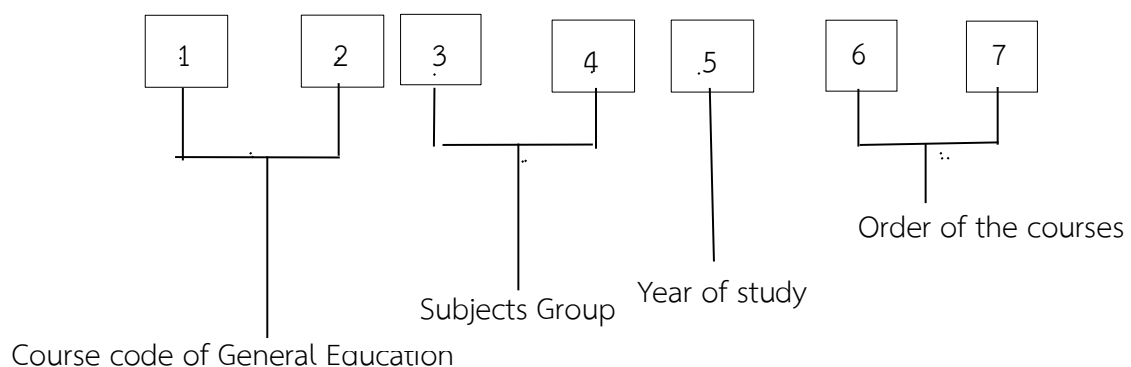 1 2 3 4 5 6 7
Order of the courses
Year of study
Subjects Group
Course code of General Education